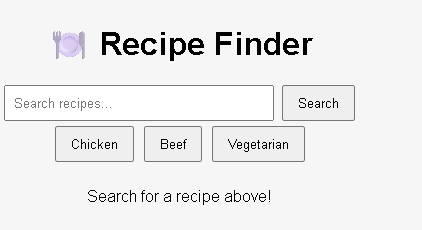 Recipe Finder
Search recipes... Search
Chicken Beef Vegetarian
Search for a recipe above!